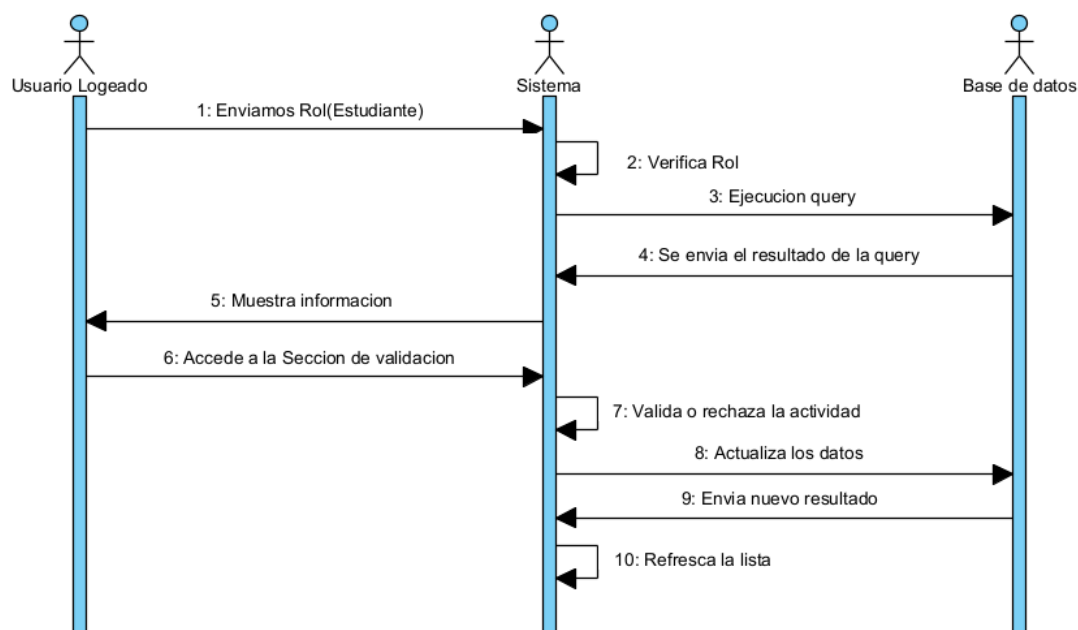 Usuario Logeado
Sistema
Base de datos
1: Enviamos Rol(Estudiante)
2: Verifica Rol
3: Ejecucion query
4: Se envia el resultado de la query
5: Muestra informacion
6: Accede a la Seccion de validacion
7: Valida o rechaza la actividad
8: Actualiza los datos
9: Envia nuevo resultado
10: Refresca la lista